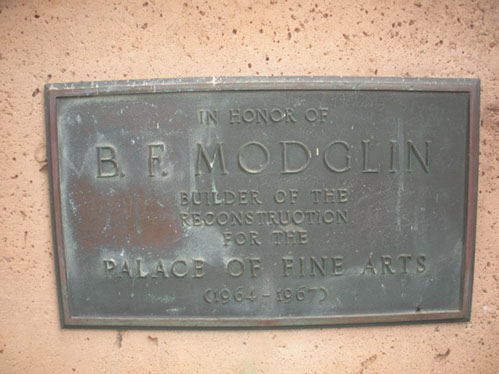 IN HONOR OF
B. F. MODGLIN
BUILDER OF THE
RECONSTRUCTION
FOR THE
PALACE OF FINE ARTS
(1964-1967)